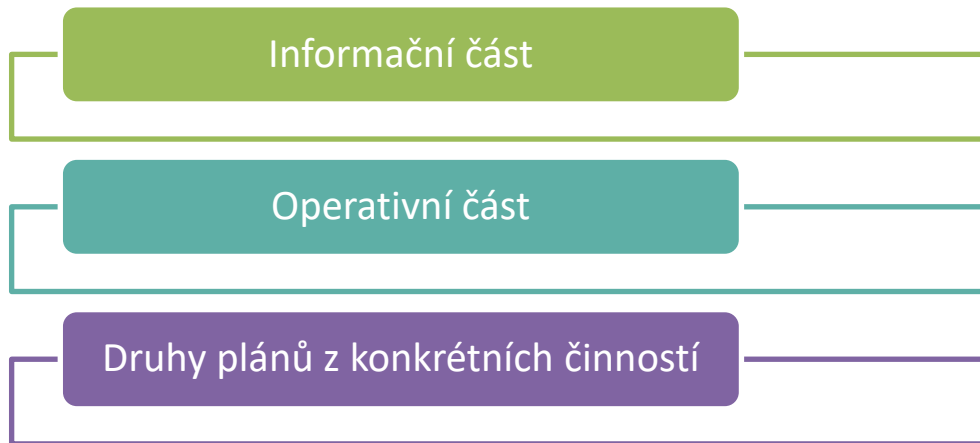 Informační část
Operativní část
Druhy plánů z konkrétních činností